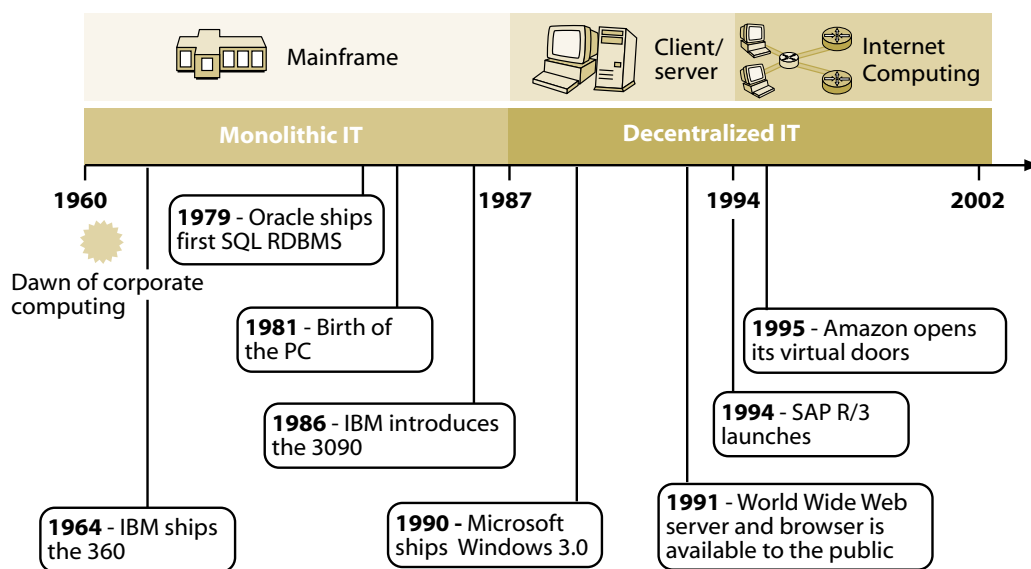 Mainframe
Client/
server
Internet
Computing
Monolithic IT
Decentralized IT
1960
1987
1994
2002
Dawn of corporate
computing
1979 - Oracle ships
first SQL RDBMS
1981 - Birth of
the PC
1986 - IBM introduces
the 3090
1964 - IBM ships
the 360
1990 - Microsoft
ships Windows 3.0
1995 - Amazon opens
its virtual doors
1994 - SAP R/3
launches
1991 - World Wide Web
server and browser is
available to the public